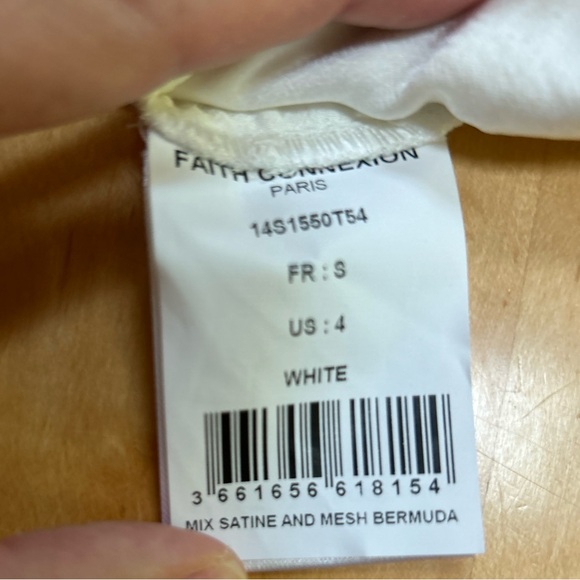 FAITH CONNEXION
PARIS
14S1550T54
FR : S
US : 4
WHITE
3 661656 618154
MIX SATINE AND MESH BERMUDA